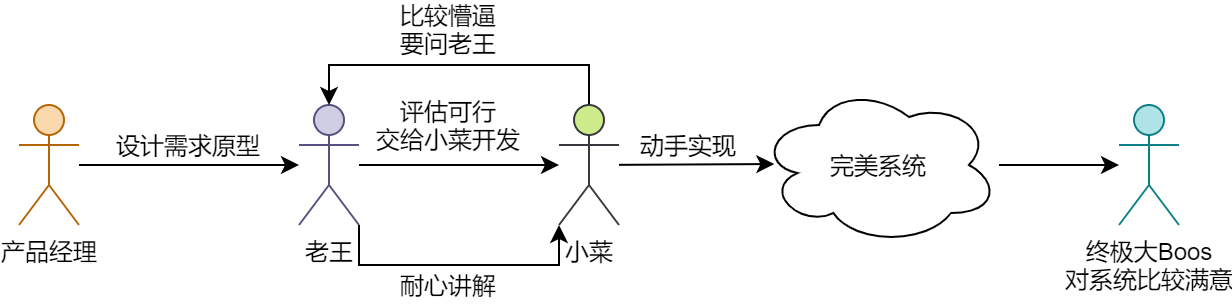 比较懵逼
要问老王
评估可行
交给小菜开发
设计需求原型
动手实现
完美系统
产品经理
老王
小菜
终极大Boos
对系统比较满意
耐心讲解